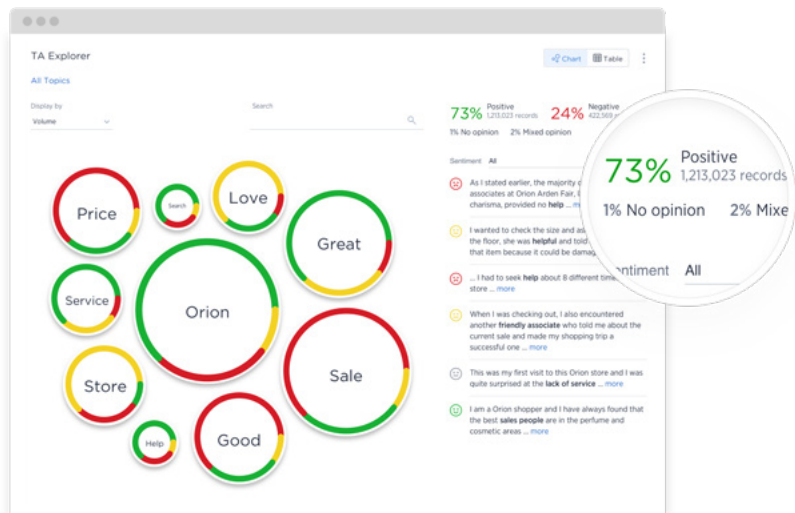 TA Explorer
Chart
Table
All Topics
Display by
Volume
Search
73% Positive
1,213,023 records
24% Negative
1% No opinion 2% Mixed opinion
Sentiment All
Price
Search
Love
Great
Service
Orion
Store
Sale
Help
Good
As I stated earlier, the majority
associates at Orion Arden Fair,
charisma, provided no help ...
I wanted to check the size and
the floor, she was helpful and told
that item because it could be
... I had to seek help about 8 different
store ... more
When I was checking out, I also encountered
another friendly associate who told me about the
current sale and made my shopping trip a
successful one ... more
This was my first visit to this Orion store and I was
quite surprised at the lack of service ... more
I am a Orion shopper and I have always found that
the best sales people are in the perfume and
cosmetic areas ... more
73% Positive
1,213,023 records
1% No opinion 2% Mixe
entiment All